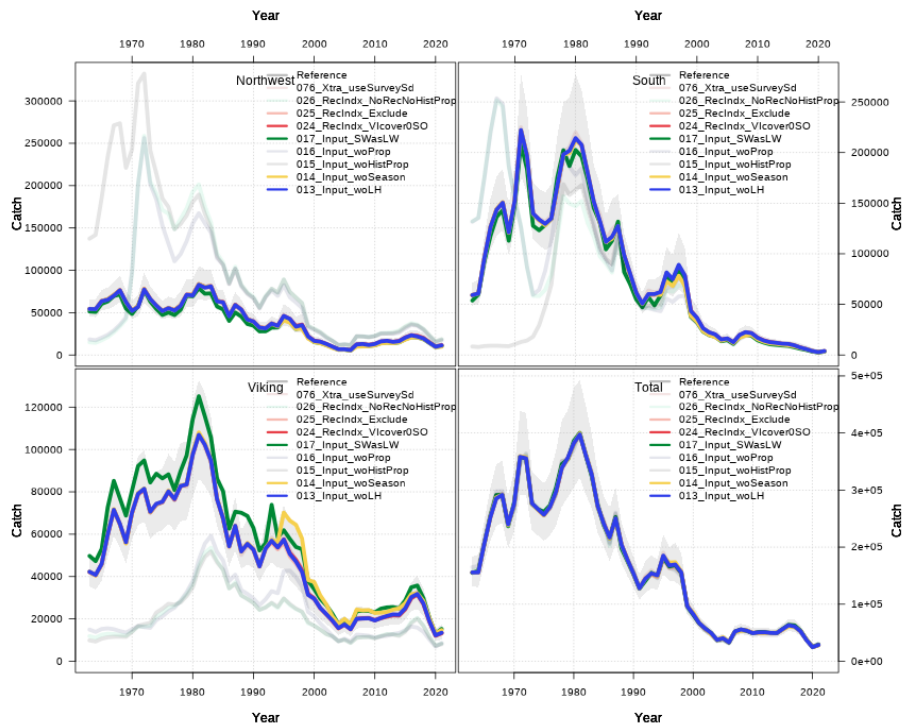 Year
Year
1970 1980 1990 2000 2010 2020
1970 1980 1990 2000 2010 2020
Northwest
Reference
076_Xtra_useSurveySd
026_RecIndx_NoRecNoHistProp
025_RecIndx_Exclude
024_RecIndx_VIcover0SO
017_Input_SWasLW
016_Input_woProp
015_Input_woHistProp
014_Input_woSeason
013_Input_woLH
300000
250000
200000
150000
100000
50000
0
Catch
South
Reference
076_Xtra_useSurveySd
026_RecIndx_NoRecNoHistProp
025_RecIndx_Exclude
024_RecIndx_VIcover0SO
017_Input_SWasLW
016_Input_woProp
015_Input_woHistProp
014_Input_woSeason
013_Input_woLH
250000
200000
150000
100000
50000
0
Catch
Viking
Reference
076_Xtra_useSurveySd
026_RecIndx_NoRecNoHistProp
025_RecIndx_Exclude
024_RecIndx_VIcover0SO
017_Input_SWasLW
016_Input_woProp
015_Input_woHistProp
014_Input_woSeason
013_Input_woLH
120000
100000
80000
60000
40000
20000
0
Catch
Total
Reference
076_Xtra_useSurveySd
026_RecIndx_NoRecNoHistProp
025_RecIndx_Exclude
024_RecIndx_VIcover0SO
017_Input_SWasLW
016_Input_woProp
015_Input_woHistProp
014_Input_woSeason
013_Input_woLH
5e+05
4e+05
3e+05
2e+05
1e+05
0e+00
Catch
1970 1980 1990 2000 2010 2020
1970 1980 1990 2000 2010 2020
Year
Year